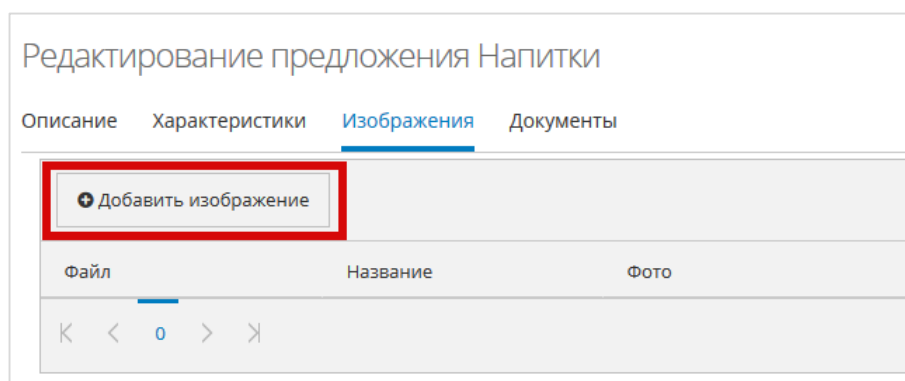 Редактирование предложения Напитки
Описание Характеристики Изображения Документы
Добавить изображение
Файл Название Фото
0